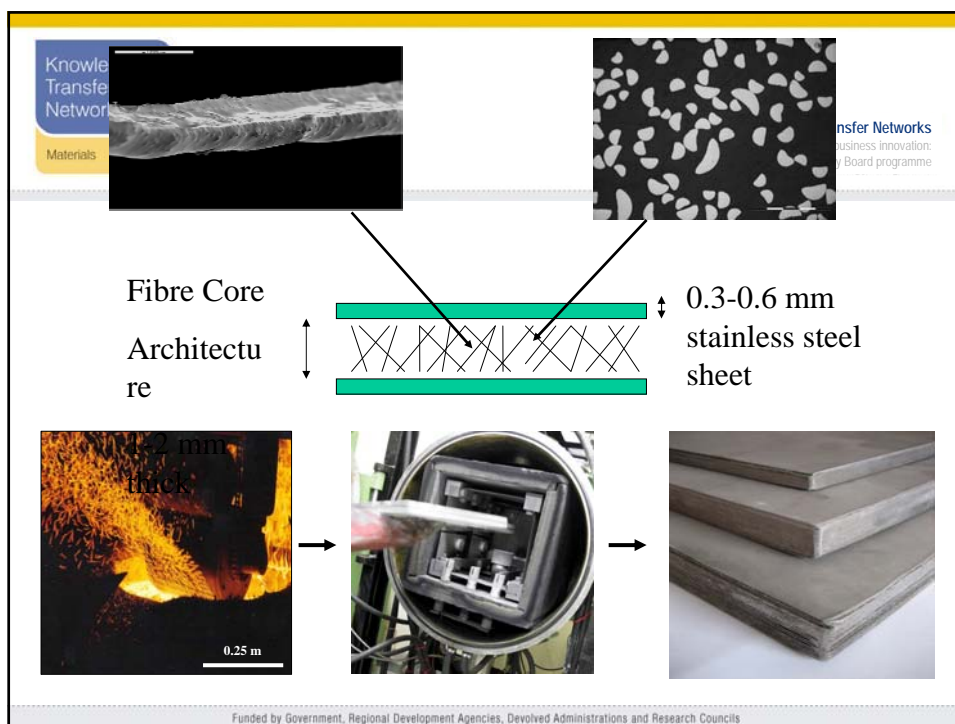 Knowle
Transfe
Networ
Materials
nsfer Networks
business innovation:
y Board programme
Fibre Core
Architectu
re
1-2 mm
thick
0.3-0.6 mm
stainless steel
sheet
0.25 m
Funded by Government, Regional Development Agencies, Devolved Administrations and Research Councils